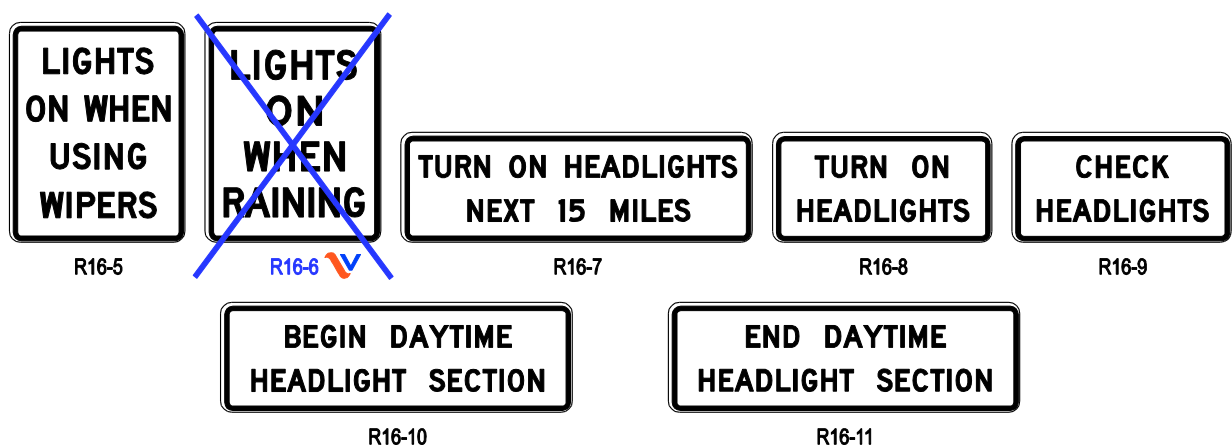 LIGHTS
ON WHEN
USING
WIPERS
R16-5
LIGHTS
ON
WHEN
RAINING
R16-6
TURN ON HEADLIGHTS
NEXT 15 MILES
R16-7
TURN ON
HEADLIGHTS
R16-8
CHECK
HEADLIGHTS
R16-9
BEGIN DAYTIME
HEADLIGHT SECTION
R16-10
END DAYTIME
HEADLIGHT SECTION
R16-11